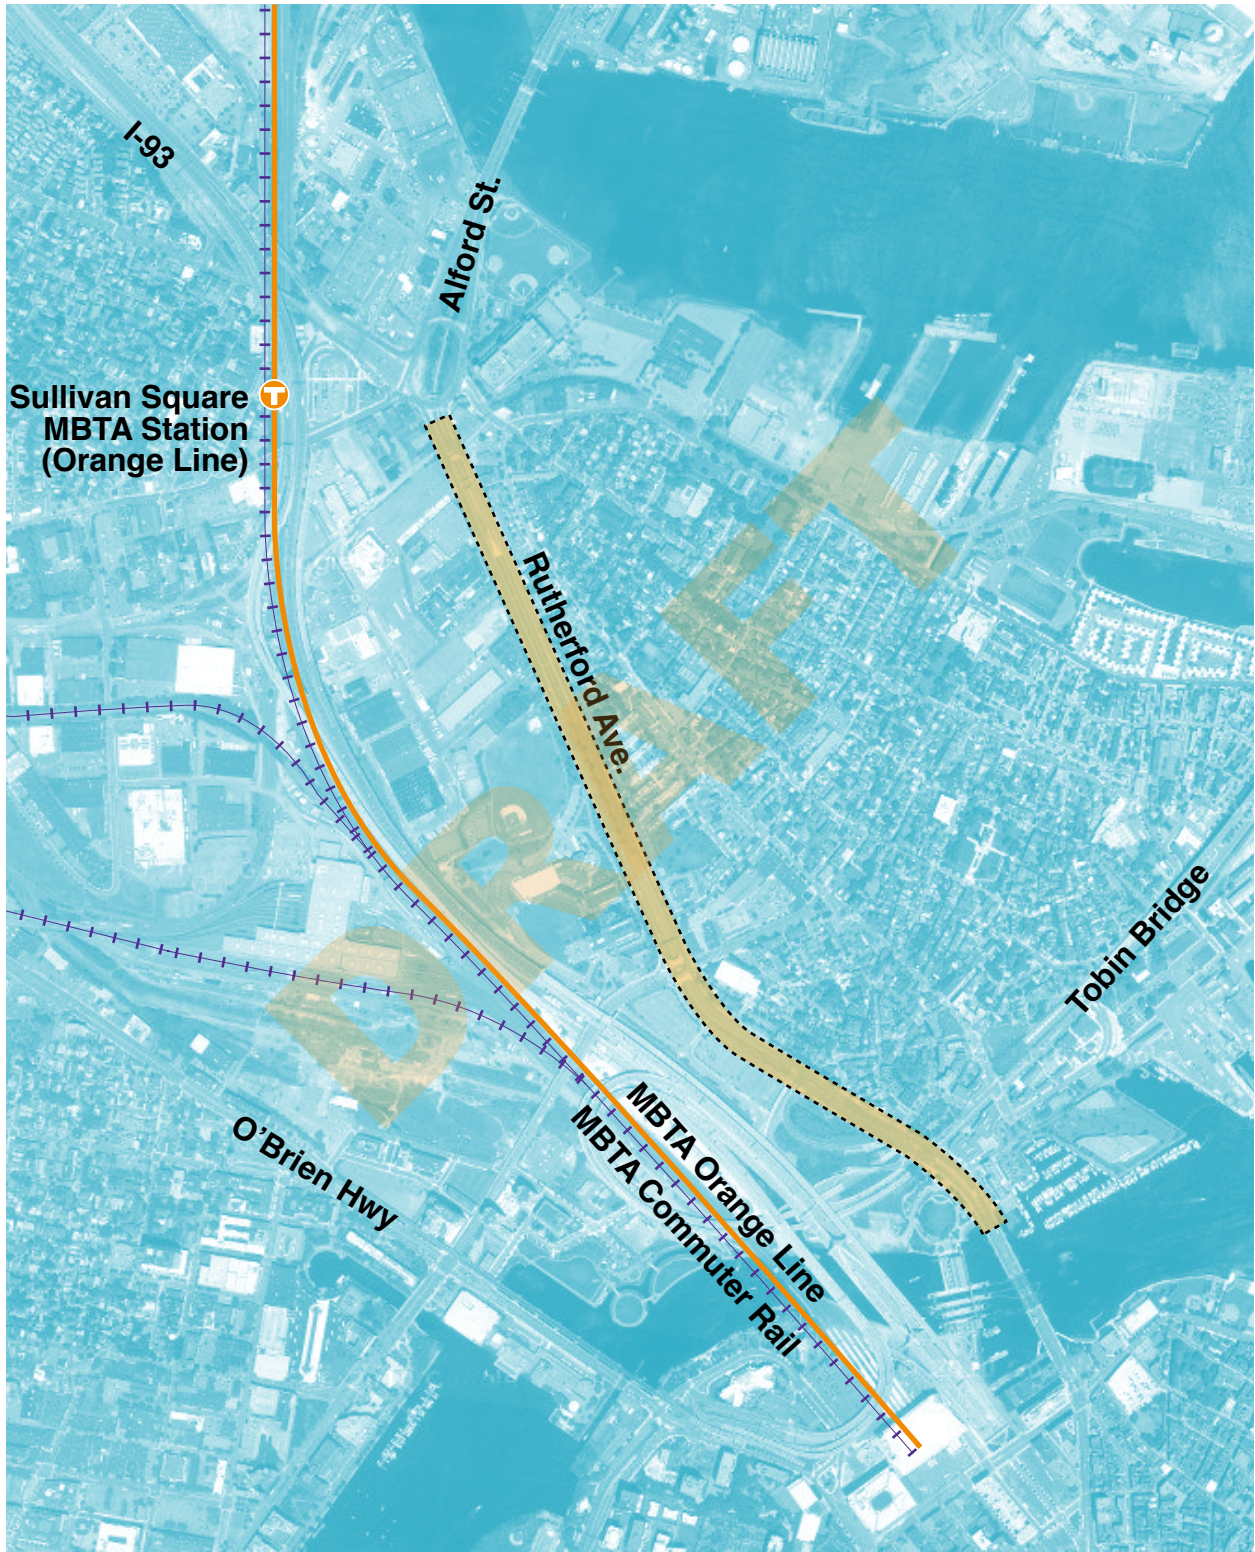 I-93
Alford St.
Sullivan Square
MBTA Station
(Orange Line)
T
Rutherford Ave.
DRAFT
Tobin Bridge
O’Brien Hwy
MBTA Orange Line
MBTA Commuter Rail